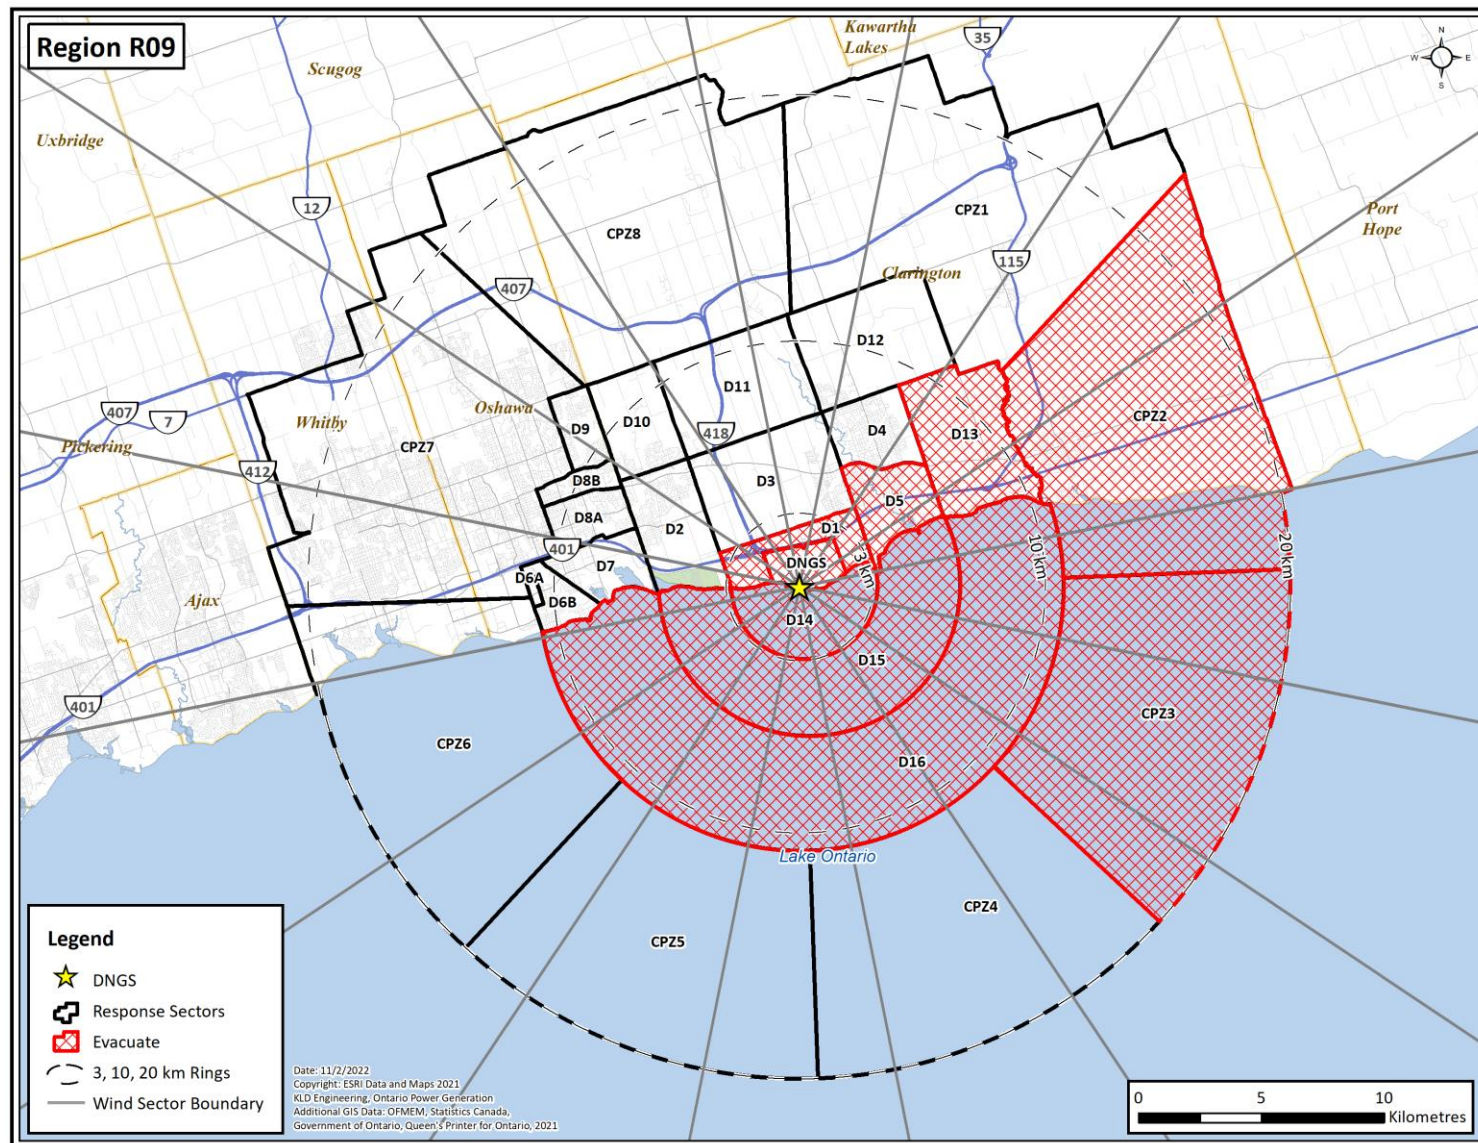 Region R09
Kawartha
Lakes
35
N
W
E
S
Scugog
Uxbridge
12
CPZ8
CPZ1
Port
Hope
115
Clarington
407
D12
D11
407
7
Whitby
Oshawa
D9
D10
418
D4
D13
CPZ2
Pickering
CPZ7
412
D8B
D3
D5
D8A
D2
D1
401
10 km
20 km
3 km
DNGS
D7
D6A
D6B
Ajax
D14
D15
401
CPZ6
CPZ3
D16
Lake Ontario
CPZ4
CPZ5
Legend
DNGS
Response Sectors
Evacuate
3, 10, 20 km Rings
Wind Sector Boundary
Date: 11/2/2022
Copyright: ESRI Data and Maps 2021
KLD Engineering, Ontario Power Generation
Additional GIS Data: OFMEM, Statistics Canada,
Government of Ontario, Queen's Printer for Ontario, 2021
0 5 10
Kilometres